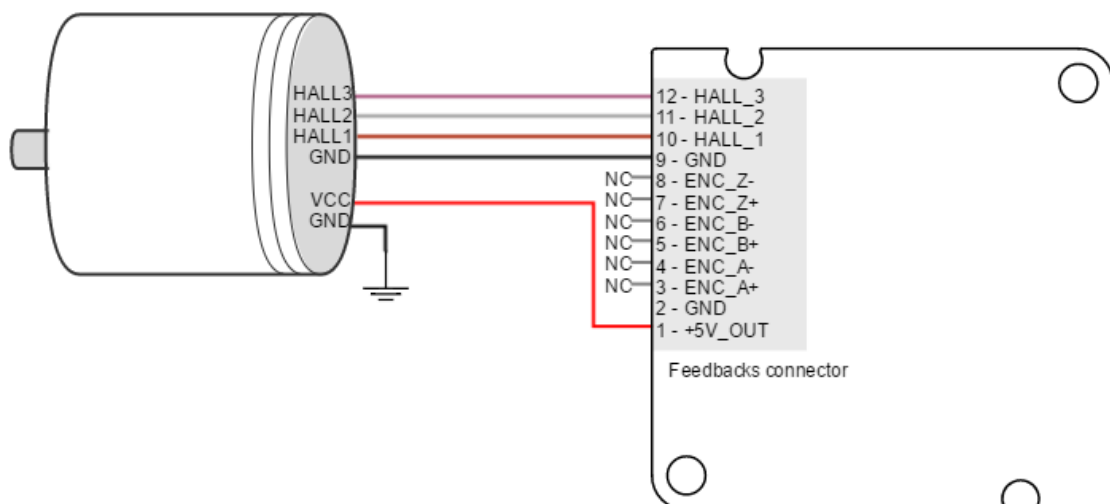 HALL3
HALL2
HALL1
GND
VCC
GND
12 - HALL_3
11 - HALL_2
10 - HALL_1
9 - GND
NC 8 - ENC_Z-
NC 7 - ENC_Z+
NC 6 - ENC_B-
NC 5 - ENC_B+
NC 4 - ENC_A-
NC 3 - ENC_A+
2 - GND
1 - +5V_OUT
Feedbacks connector